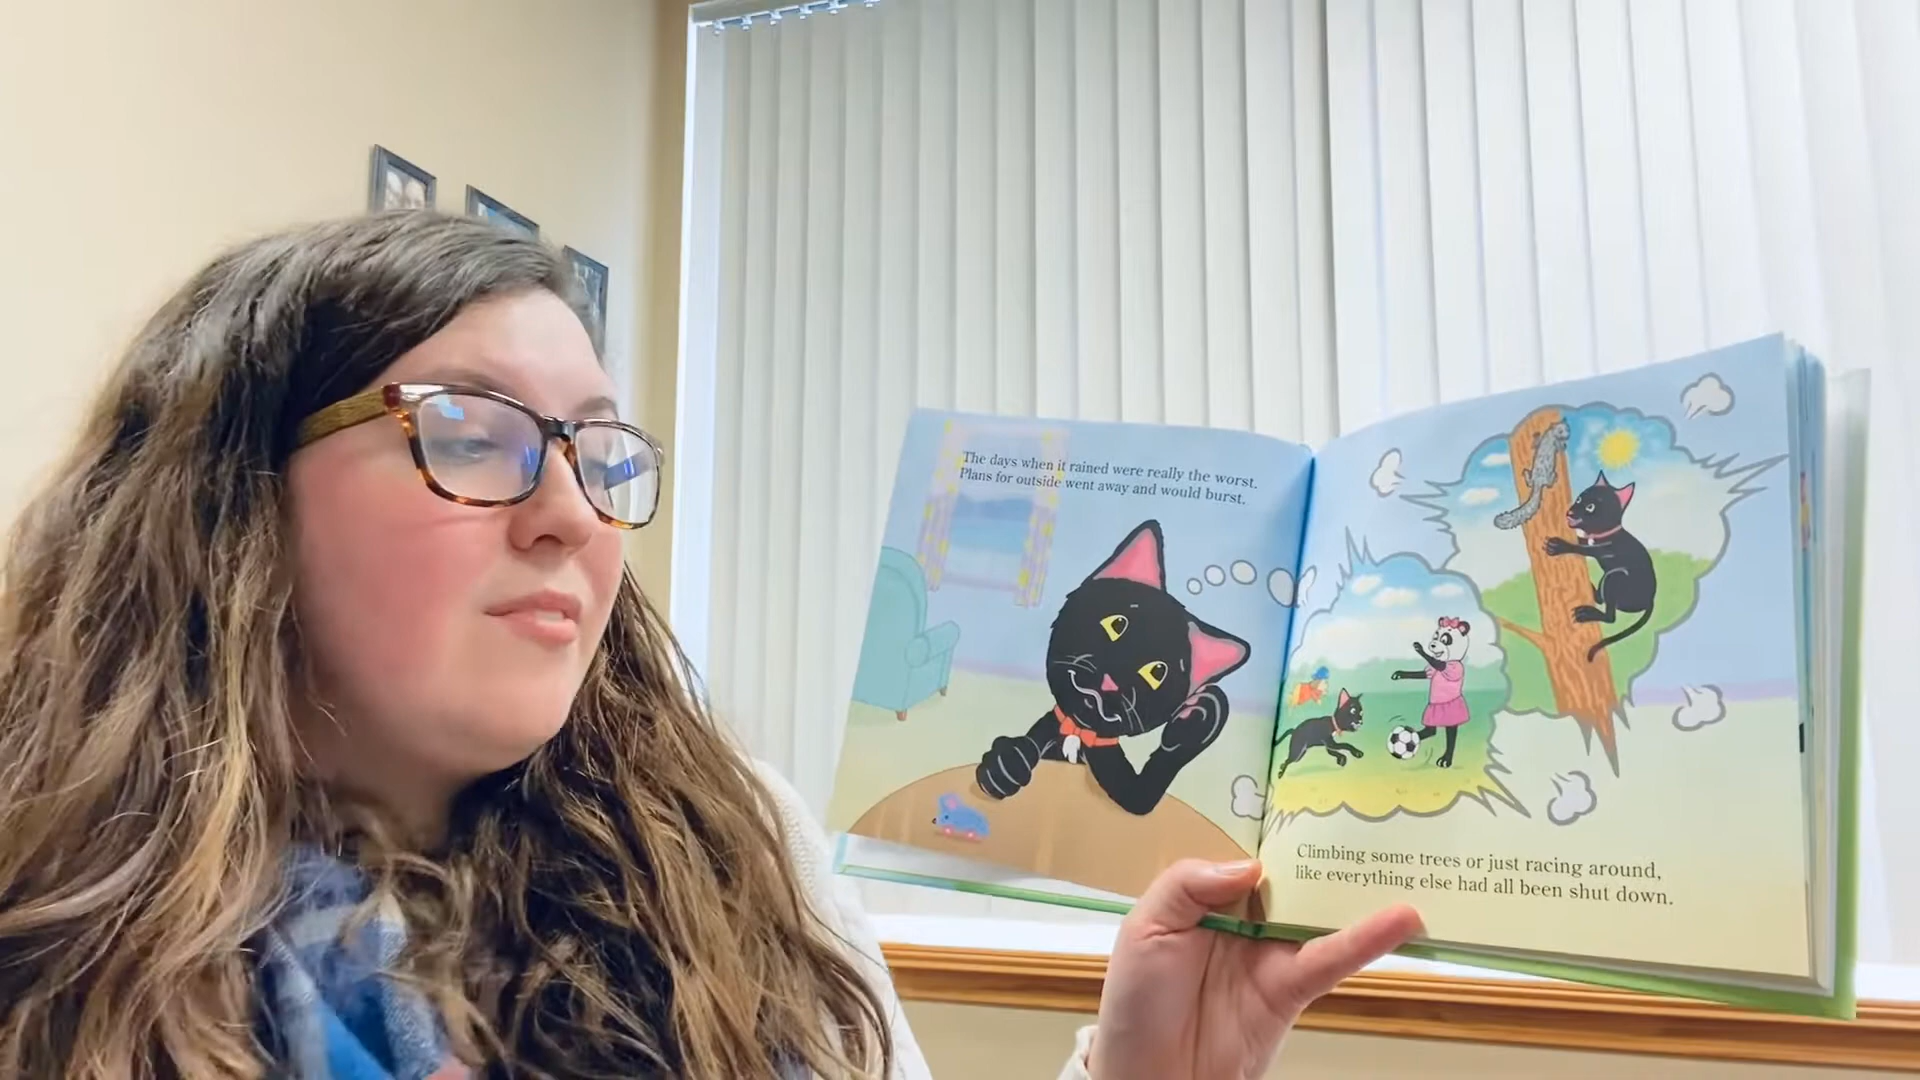 The days when it rained were really the worst.
Plans for outside went away and would burst.
Climbing some trees or just racing around,
like everything else had all been shut down.